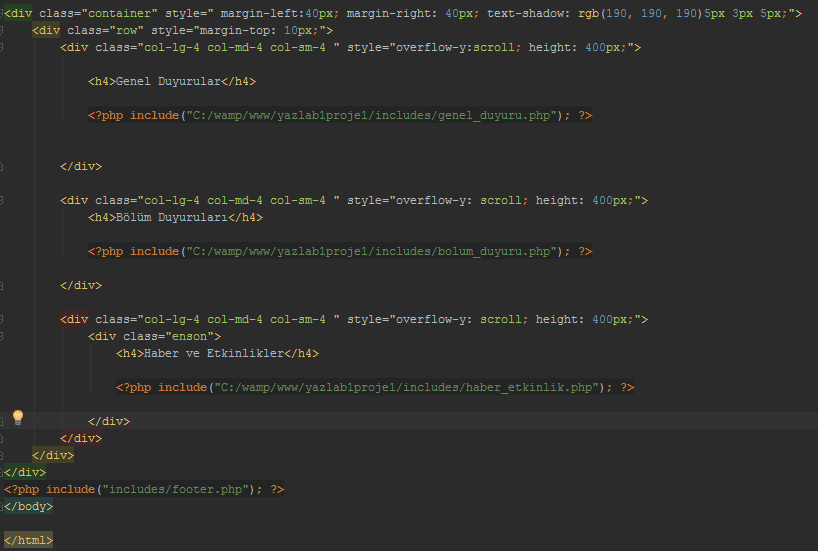 <div class="container" style=" margin-left:40px; margin-right: 40px; text-shadow: rgb(190, 190, 190)5px 3px 5px;">
<div class="row" style="margin-top: 10px;">
<div class="col-lg-4 col-md-4 col-sm-4 " style="overflow-y:scroll; height: 400px;">
<h4>Genel Duyurular</h4>
<?php include("C:/wamp/www/yazlab1proje1/includes/genel_duyuru.php"); ?>
</div>
<div class="col-lg-4 col-md-4 col-sm-4 " style="overflow-y: scroll; height: 400px;">
<h4>Bölüm Duyuruları</h4>
<?php include("C:/wamp/www/yazlab1proje1/includes/bolum_duyuru.php"); ?>
</div>
<div class="col-lg-4 col-md-4 col-sm-4 " style="overflow-y: scroll; height: 400px;">
<div class="enson">
<h4>Haber ve Etkinlikler</h4>
<?php include("C:/wamp/www/yazlab1proje1/includes/haber_etkinlik.php"); ?>
</div>
</div>
</div>
</div>
<?php include("includes/footer.php"); ?>
</body>
</html>